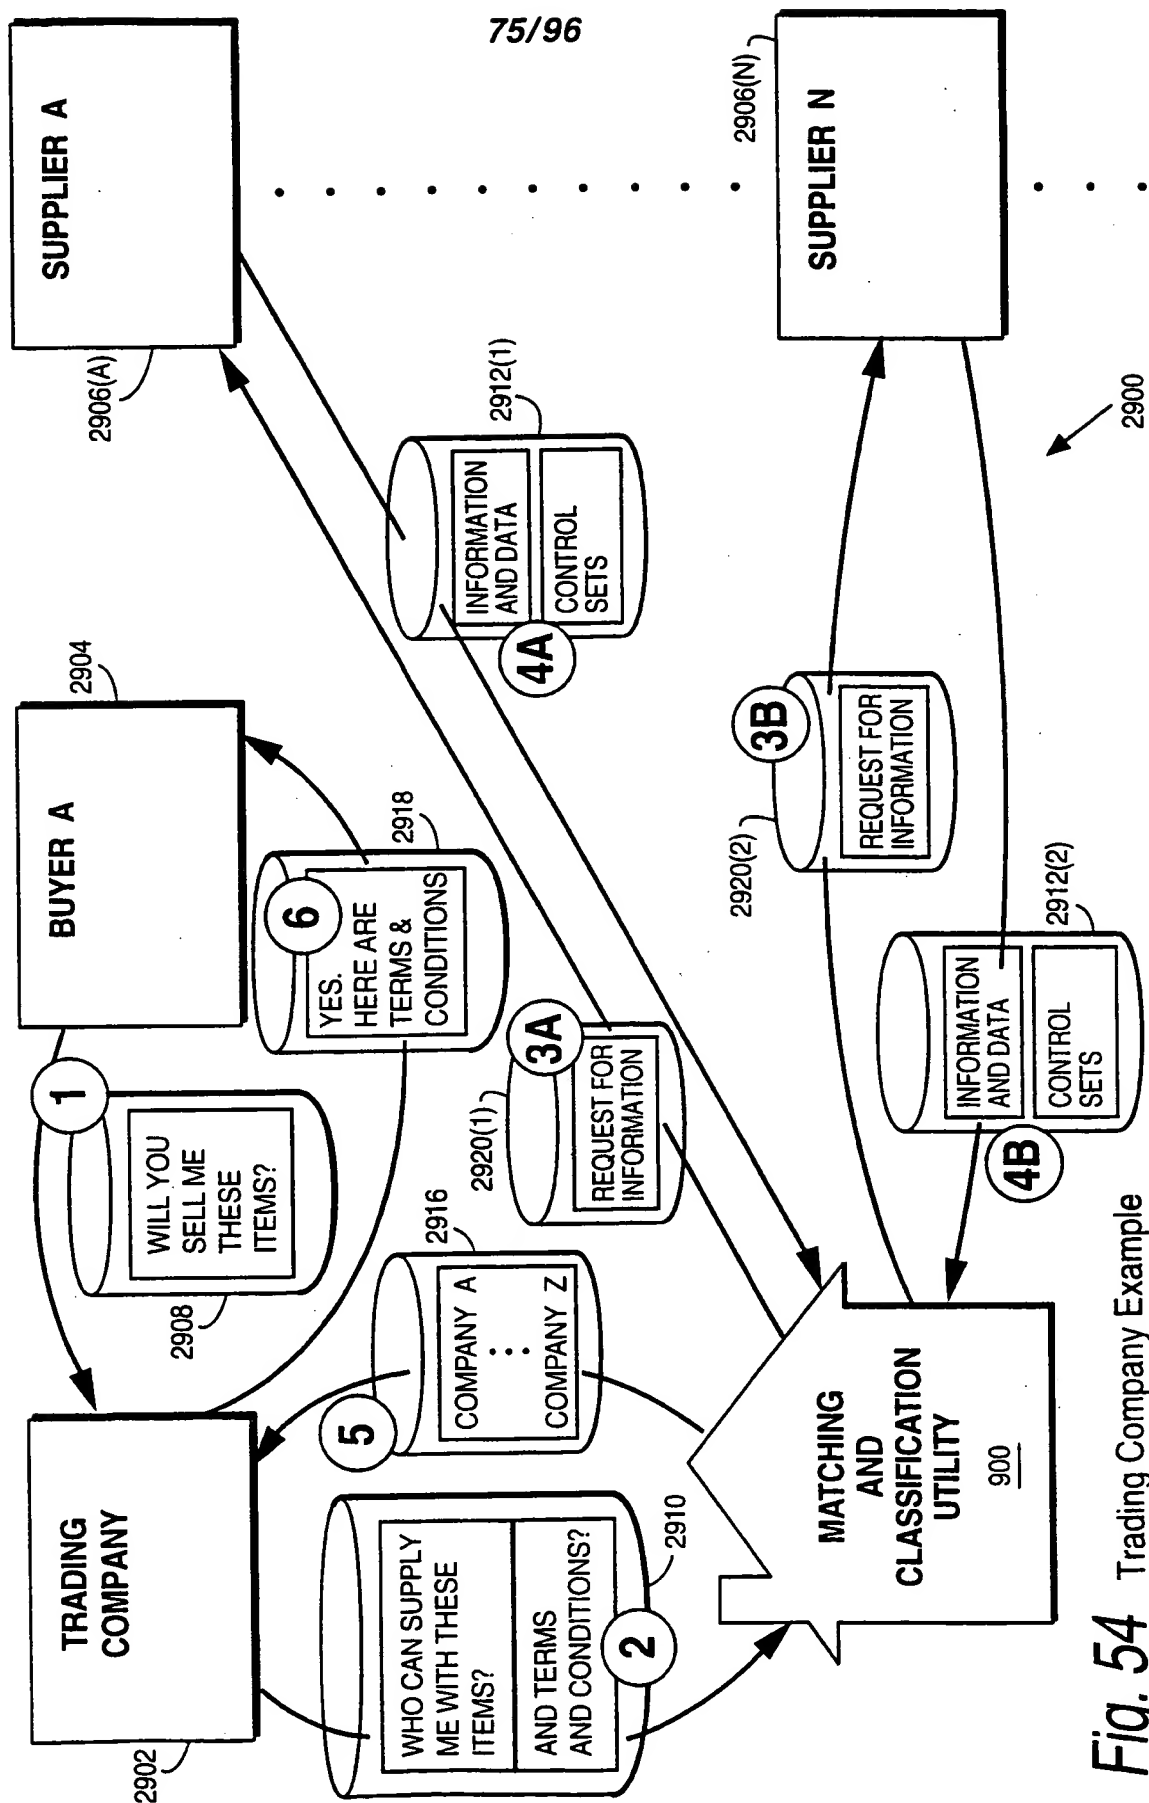 75/96
TRADING
COMPANY
2902
BUYER A
2904
SUPPLIER A
2906(A)
SUPPLIER N
2906(N)
1
WILL YOU
SELL ME
THESE
ITEMS?
2908
6
YES.
HERE ARE
TERMS &
CONDITIONS
2918
5
COMPANY A
COMPANY Z
2916
WHO CAN SUPPLY
ME WITH THESE
ITEMS?
AND TERMS
AND CONDITIONS?
2
2910
3A
REQUEST FOR
INFORMATION
2920(1)
4A
INFORMATION
AND DATA
CONTROL
SETS
2912(1)
3B
REQUEST FOR
INFORMATION
2920(2)
4B
INFORMATION
AND DATA
CONTROL
SETS
2912(2)
MATCHING
AND
CLASSIFICATION
UTILITY
900
2900
Fig. 54 Trading Company Example